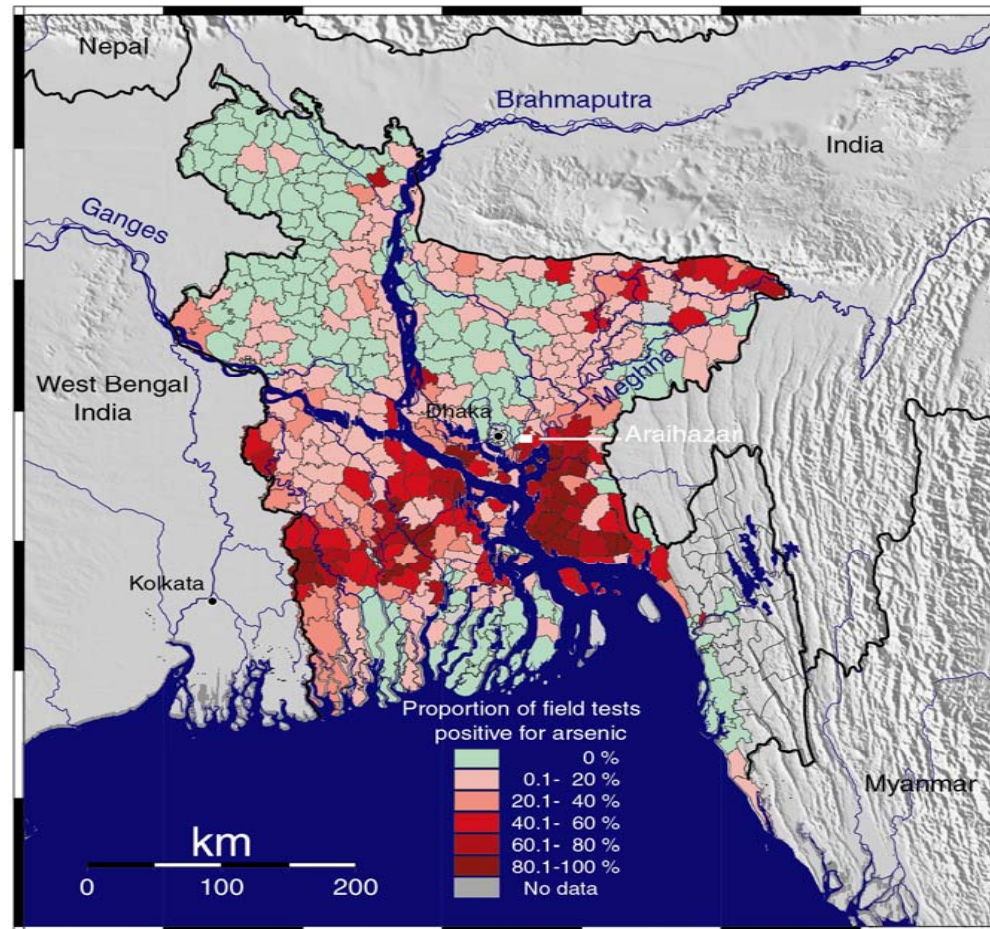 Nepal
Brahmaputra
India
Ganges
West Bengal
India
Meghna
Dhaka
Araihazar
Kolkata
Proportion of field tests
positive for arsenic
0 %
0.1- 20 %
20.1- 40 %
40.1- 60 %
60.1- 80 %
80.1-100 %
No data
Myanmar
km
0 100 200